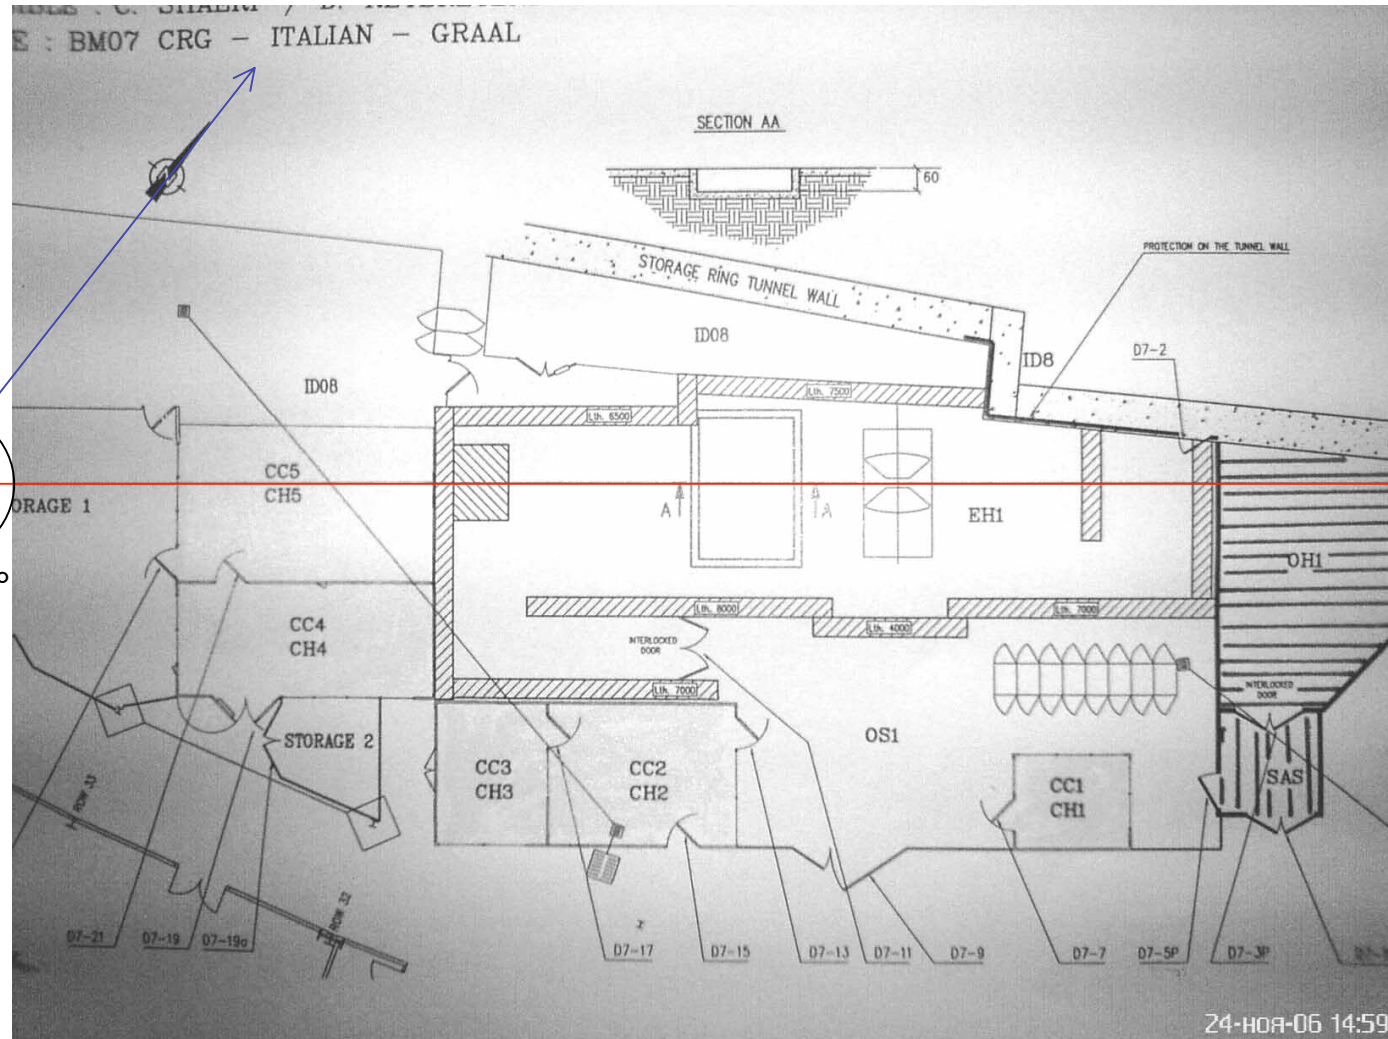 E : BM07 CRG - ITALIAN - GRAAL
SECTION AA
60
PROTECTION ON THE TUNNEL WALL
STORAGE RING TUNNEL WALL
ID08
ID8
D7-2
ID08
Lth. 6500
Lth. 7500
CC5
CH5
ORAGE 1
A
A
EH1
OH1
°
CC4
CH4
Lth. 8000
Lth. 4000
Lth. 7000
INTERLOCKED
DOOR
Lth. 7000
INTERLOCKED
DOOR
STORAGE 2
OS1
CC3
CH3
CC2
CH2
CC1
CH1
SAS
ROW 33
ROW 32
D7-21
D7-19
D7-19a
D7-17
D7-15
D7-13
D7-11
D7-9
D7-7
D7-5P
D7-3P
24-ноя-06 14:59